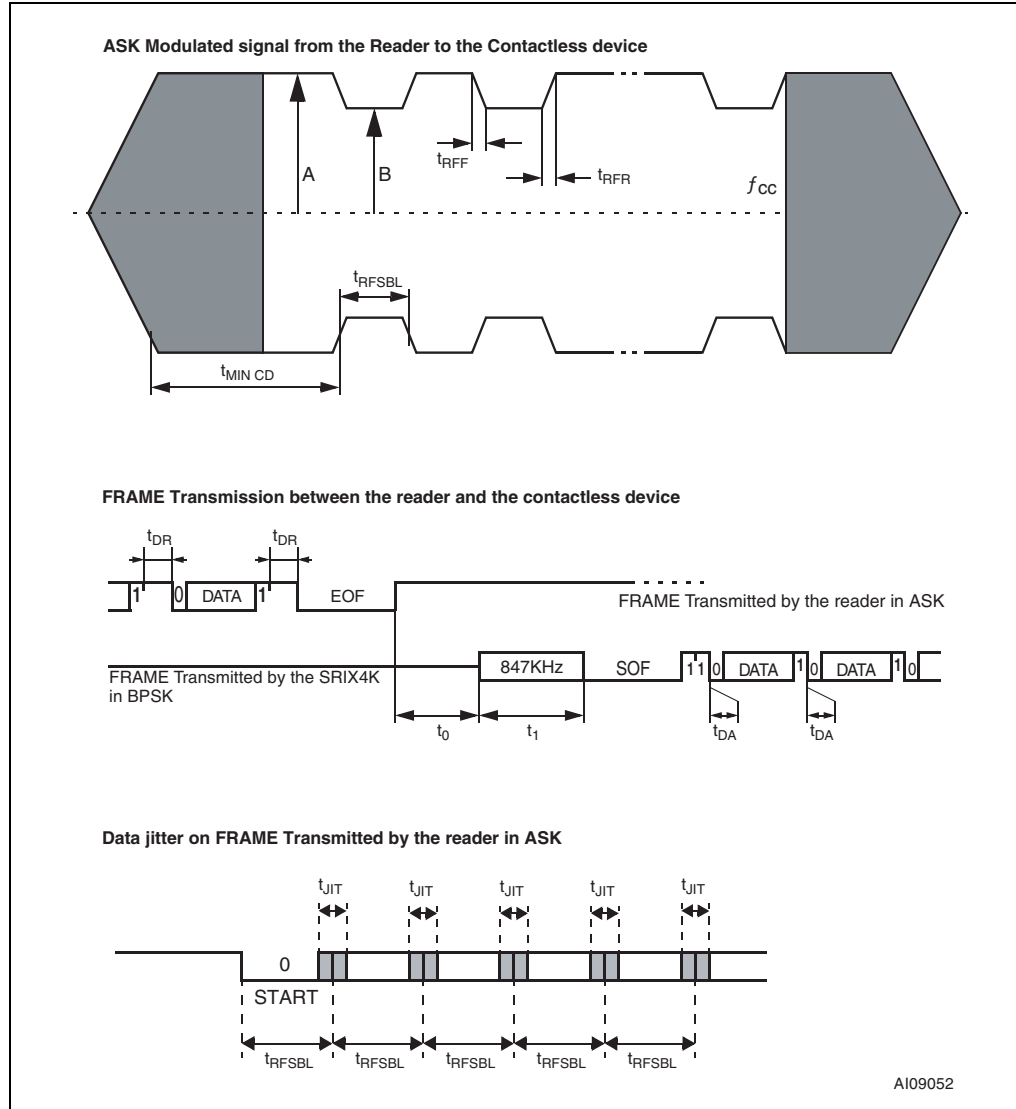 ASK Modulated signal from the Reader to the Contactless device
A
B
tRFF
tRFR
fCC
tRFSBL
tMIN CD
FRAME Transmission between the reader and the contactless device
tDR
tDR
1 0 DATA 1 EOF
FRAME Transmitted by the reader in ASK
847KHz SOF 1 1 0 DATA 1 0 DATA 1 0
FRAME Transmitted by the SRIX4K
in BPSK
t0
t1
tDA
tDA
Data jitter on FRAME Transmitted by the reader in ASK
tJIT tJIT tJIT tJIT tJIT
0
START
tRFSBL tRFSBL tRFSBL tRFSBL tRFSBL
AI09052